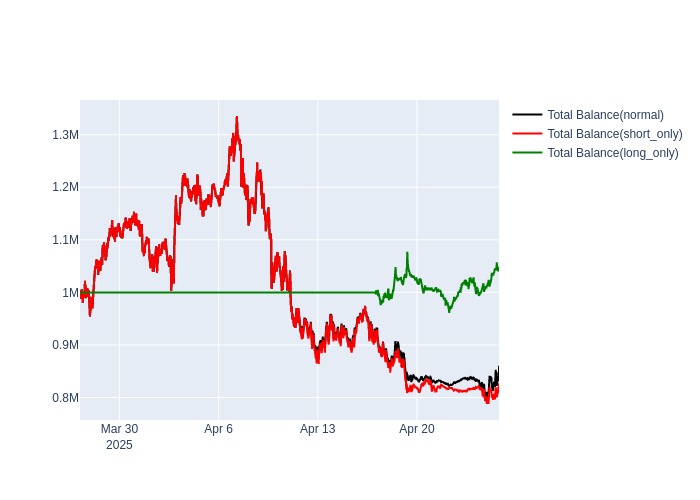 1.3M
1.2M
1.1M
1M
0.9M
0.8M
Mar 30
2025
Apr 6
Apr 13
Apr 20
Total Balance(normal)
Total Balance(short_only)
Total Balance(long_only)